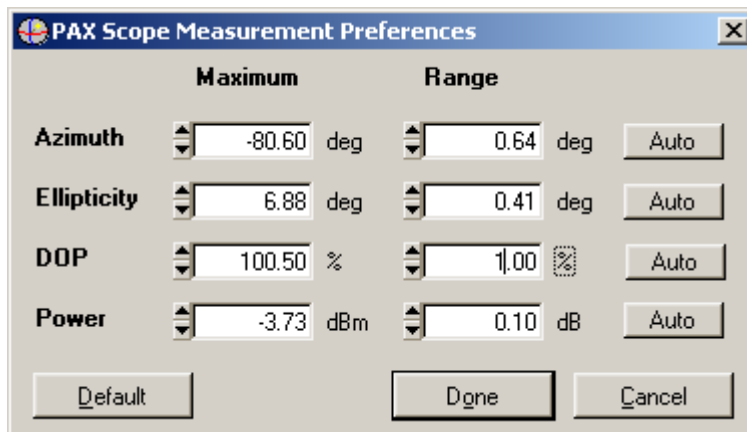 PAX Scope Measurement Preferences
Maximum Range
Azimuth -80.60 deg 0.64 deg Auto
Ellipticity 6.88 deg 0.41 deg Auto
DOP 100.50 % 1.00 % Auto
Power -3.73 dBm 0.10 dB Auto
Default Done Cancel